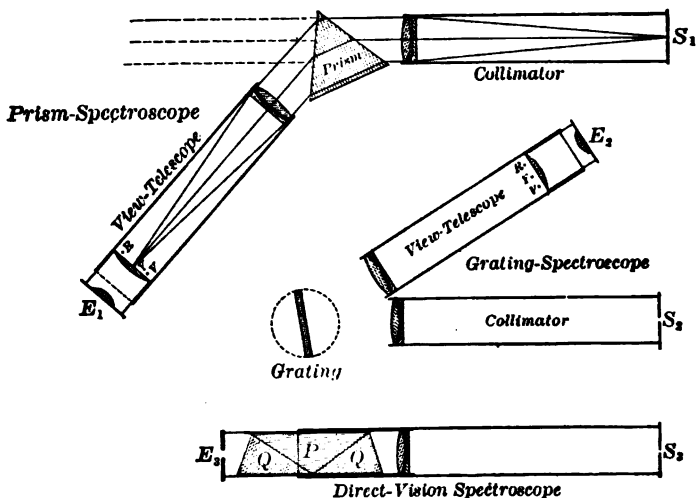 Prism
S1
Collimator
Prism-Spectroscope
View-Telescope
R
Y
V
E1
E2
R.
Y.
V.
View-Telescope
Grating-Spectroscope
Collimator
S2
Grating
E3
Q
P
Q
S3
Direct-Vision Spectroscope